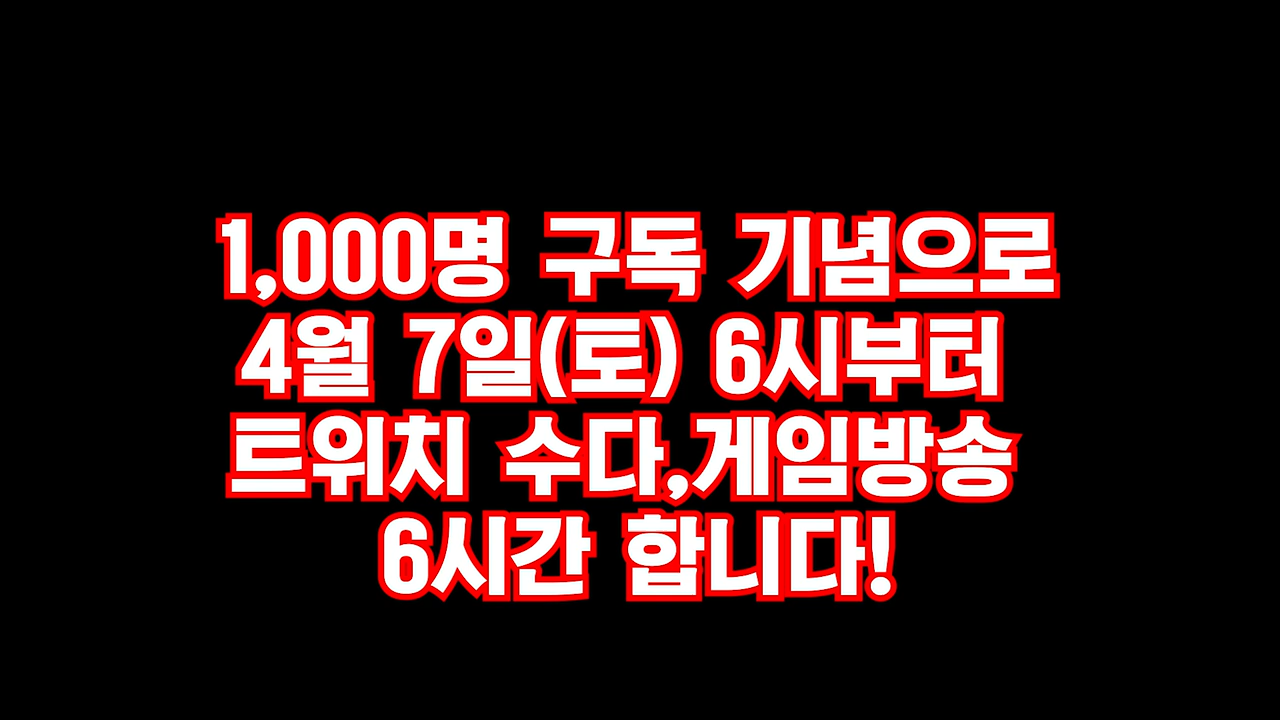 1,000명 구독 기념으로
4월 7일(토) 6시부터
트위치 수다,게임방송
6시간 합니다!